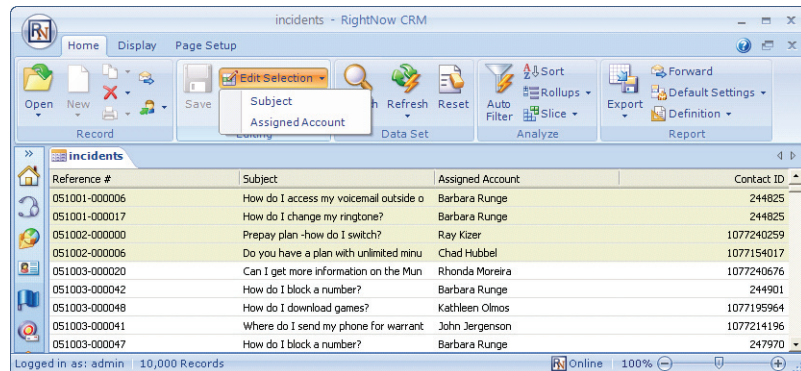 incidents - RightNow CRM
Home Display Page Setup
Open New Save Edit Selection Refresh Reset Auto Filter Sort Rollups Slice Export Forward Default Settings Definition
Subject
Assigned Account
Record Editing Data Set Analyze Report
incidents
Reference # Subject Assigned Account Contact ID
051001-000006 How do I access my voicemail outside o Barbara Runge 244825
051001-000017 How do I change my ringtone? Barbara Runge 244825
051002-000000 Prepay plan -how do I switch? Ray Kizer 1077240259
051002-000006 Do you have a plan with unlimited minu Chad Hubbel 1077154017
051003-000020 Can I get more information on the Mun Rhonda Moreira 1077240676
051003-000042 How do I block a number? Barbara Runge 244901
051003-000048 How do I download games? Kathleen Olmos 1077195964
051003-000041 Where do I send my phone for warrant John Jergenson 1077214196
051003-000047 How do I block a number? Barbara Runge 247970
Logged in as: admin 10,000 Records Online 100%